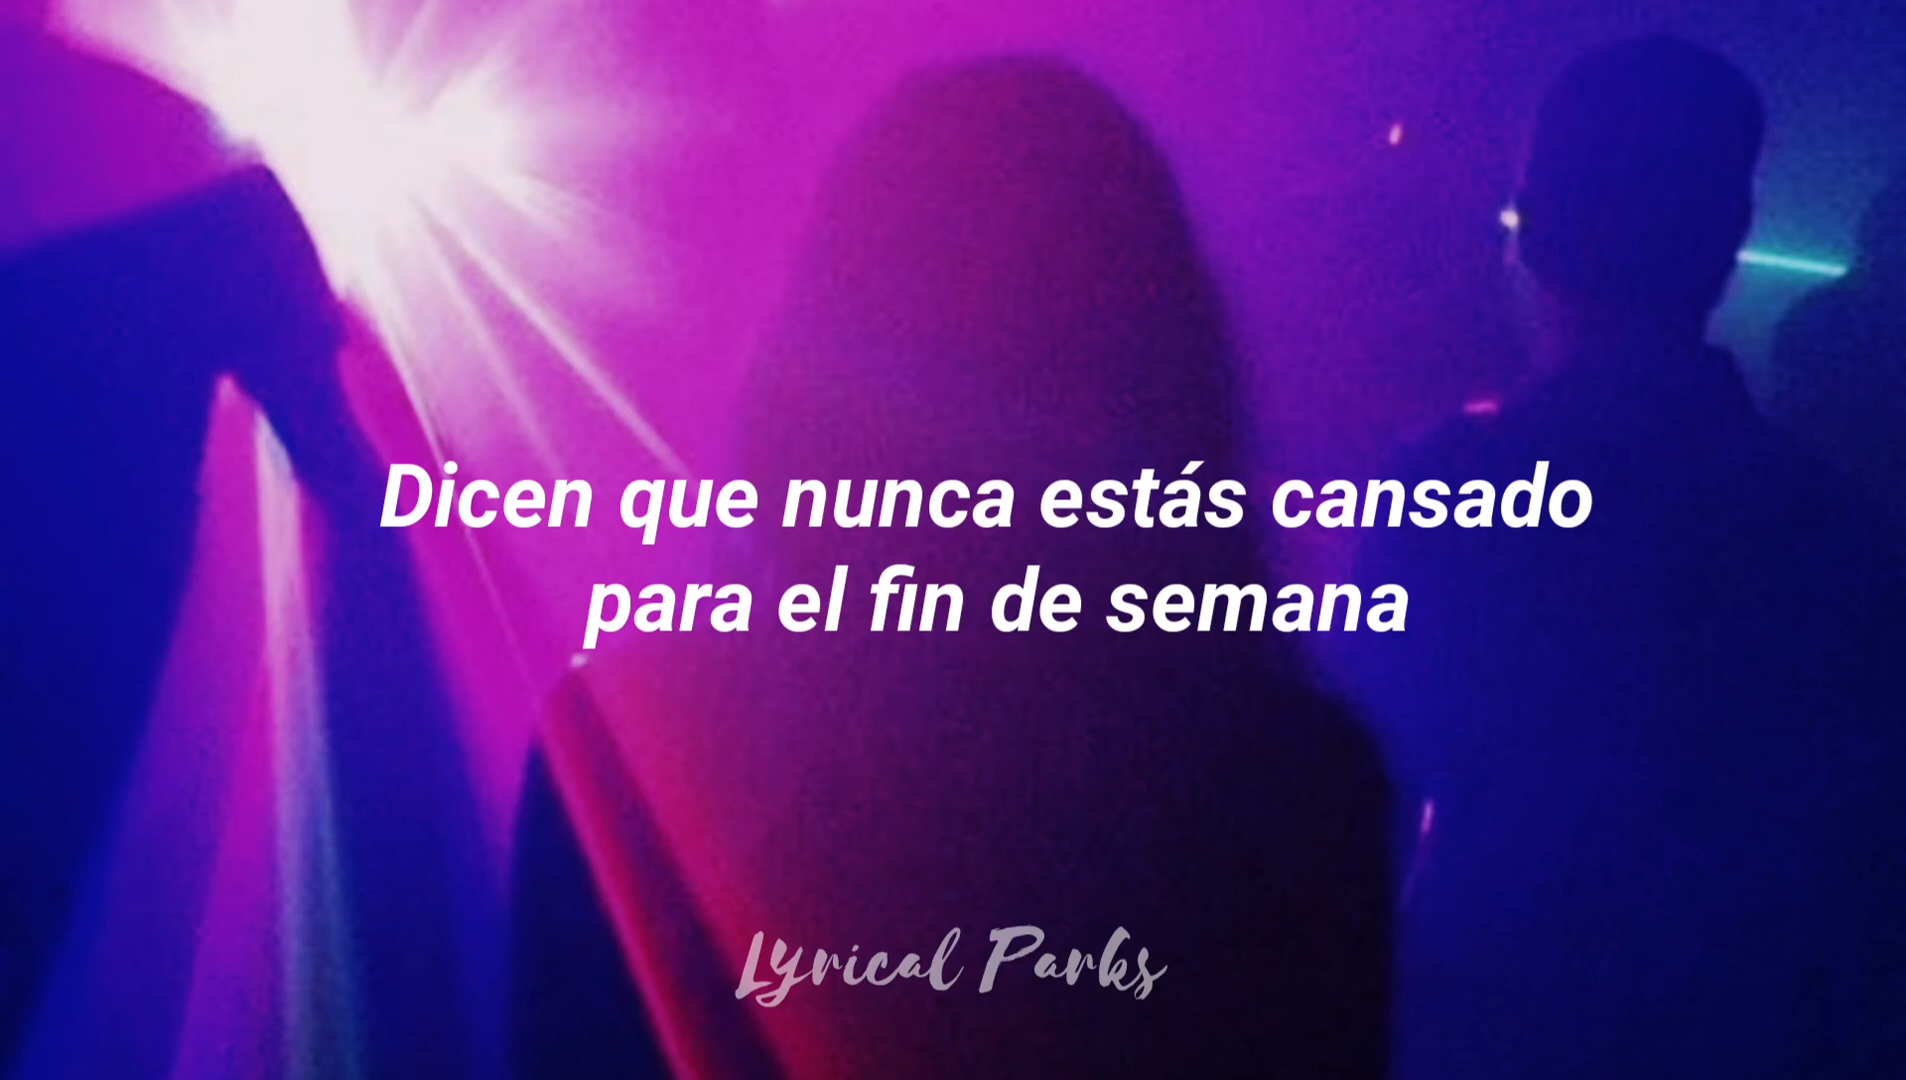 Dicen que nunca estás cansado
para el fin de semana
Lyrical Parks